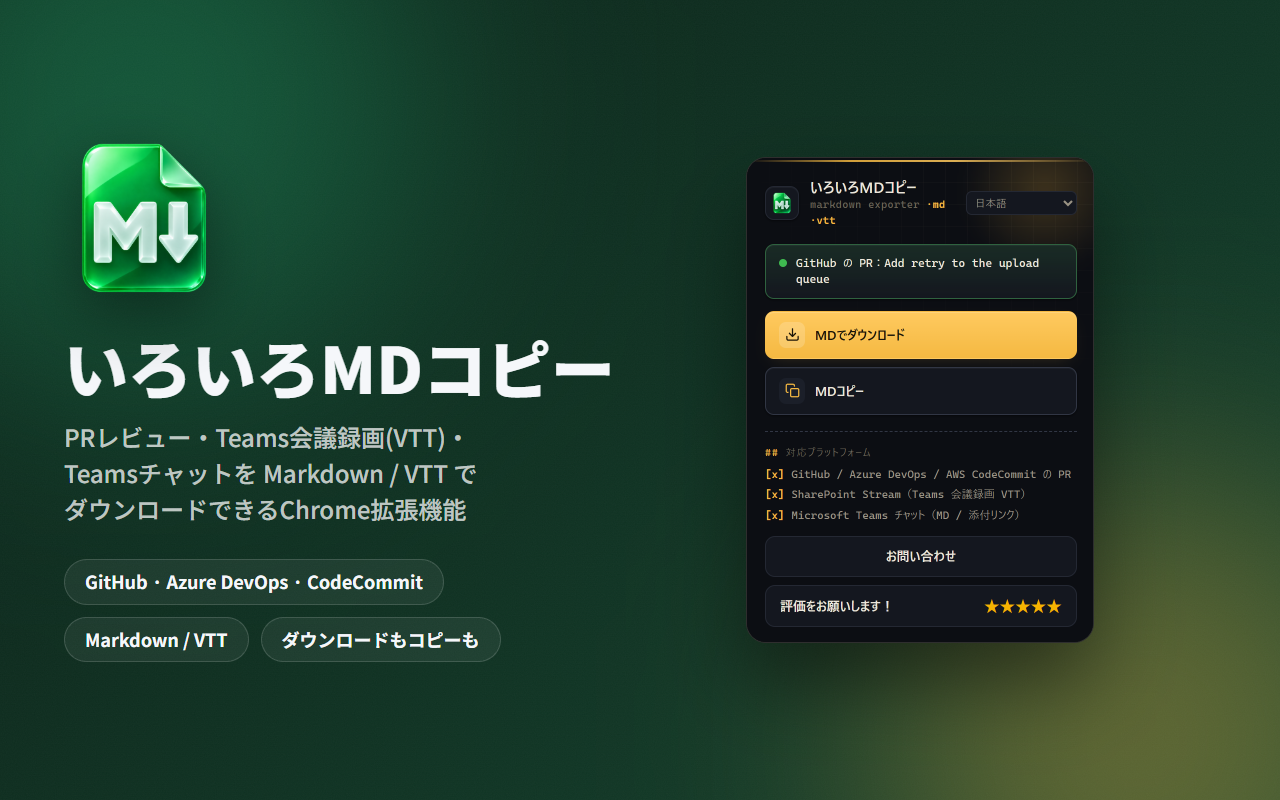 M↓
いろいろMDコピー
PRレビュー・Teams会議録画(VTT)・
Teamsチャットを Markdown / VTT で
ダウンロードできるChrome拡張機能
GitHub・Azure DevOps・CodeCommit
Markdown / VTT
ダウンロードもコピーも
M↓
いろいろMDコピー
markdown exporter ·md
·vtt
日本語
GitHub の PR：Add retry to the upload
queue
MDでダウンロード
MDコピー
## 対応プラットフォーム
[x] GitHub / Azure DevOps / AWS CodeCommit の PR
[x] SharePoint Stream（Teams 会議録画 VTT）
[x] Microsoft Teams チャット（MD / 添付リンク）
お問い合わせ
評価をお願いします！ ★★★★★